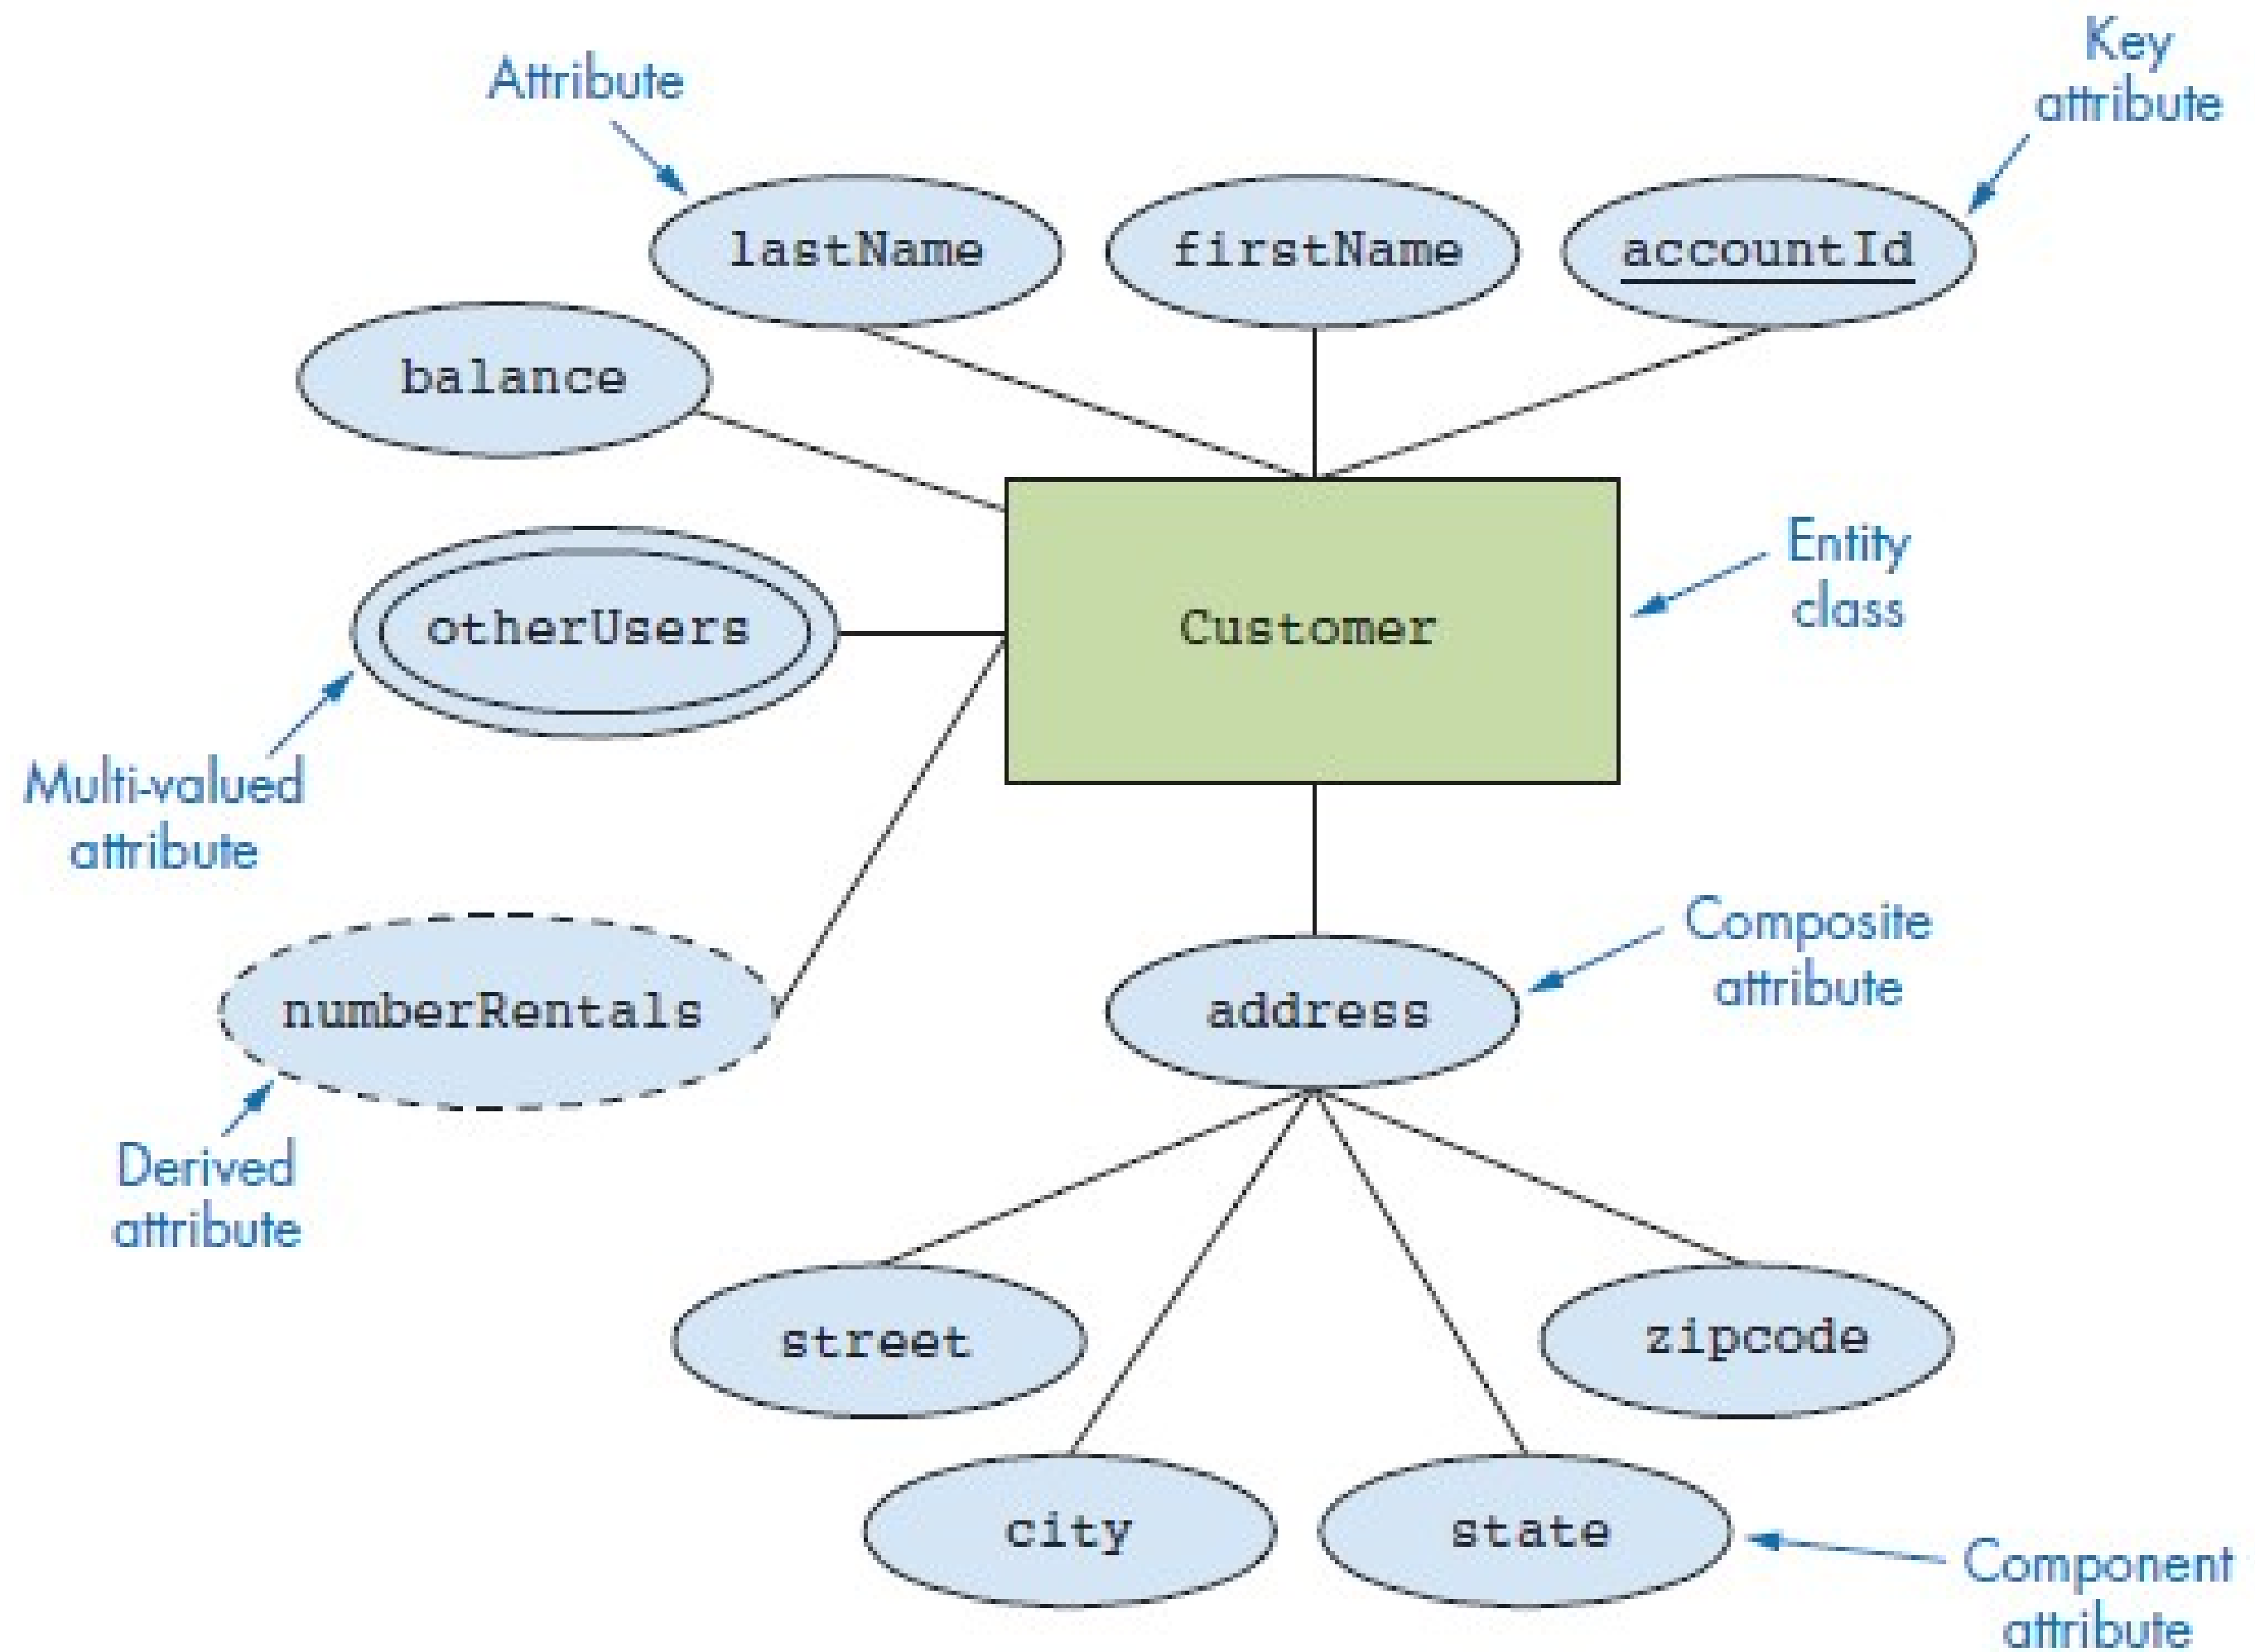 Key
attribute
Attribute
lastName
firstName
accountId
balance
Entity
class
otherUsers
Customer
Multi-valued
attribute
Composite
attribute
numberRentals
address
Derived
attribute
street
zipcode
city
state
Component
attribute